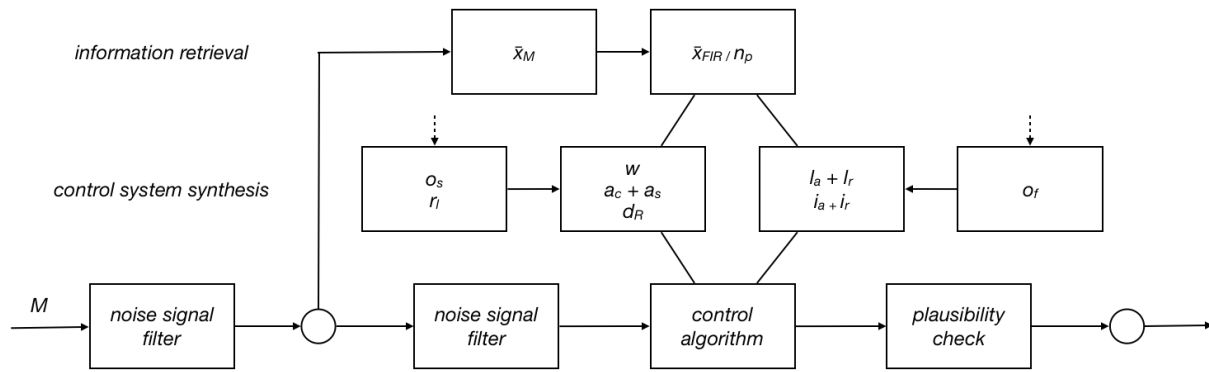 information retrieval
x̄M
x̄FIR / np
control system synthesis
os
rl
w
ac + as
dR
la + lr
ia + ir
of
M
noise signal
filter
noise signal
filter
control
algorithm
plausibility
check